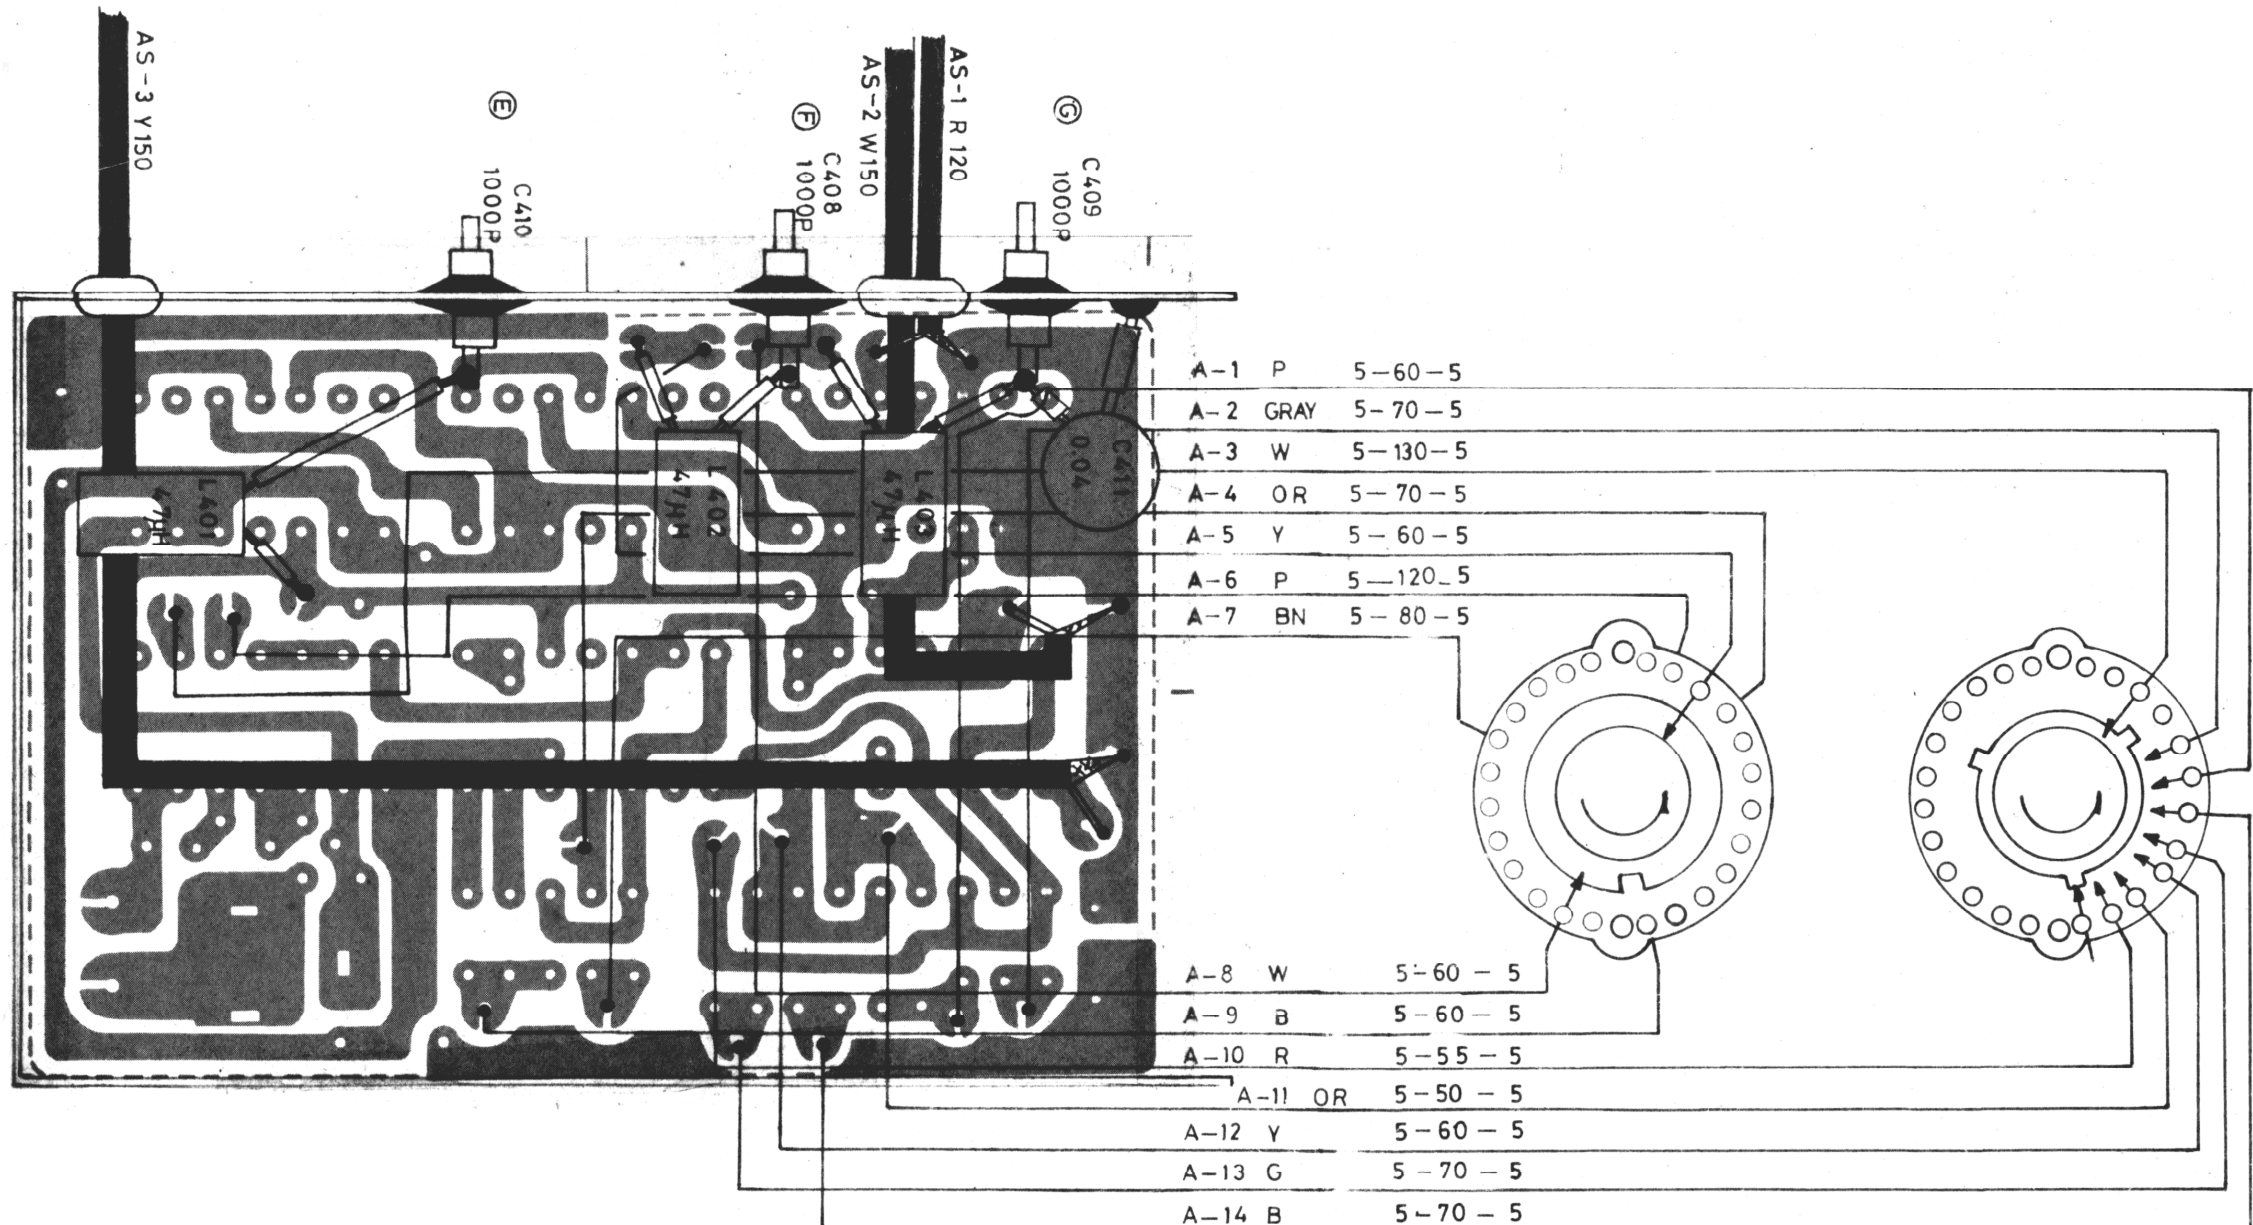 AS-3 Y150
E
C410
1000P
F
C408
1000P
AS-2 W150
AS-1 R 120
G
C409
1000P
L401
47μH
L402
47μH
L403
47μH
C411
0.04
A-1 P 5-60-5
A-2 GRAY 5-70-5
A-3 W 5-130-5
A-4 OR 5-70-5
A-5 Y 5-60-5
A-6 P 5-120-5
A-7 BN 5-80-5
A-8 W 5-60-5
A-9 B 5-60-5
A-10 R 5-55-5
A-11 OR 5-50-5
A-12 Y 5-60-5
A-13 G 5-70-5
A-14 B 5-70-5